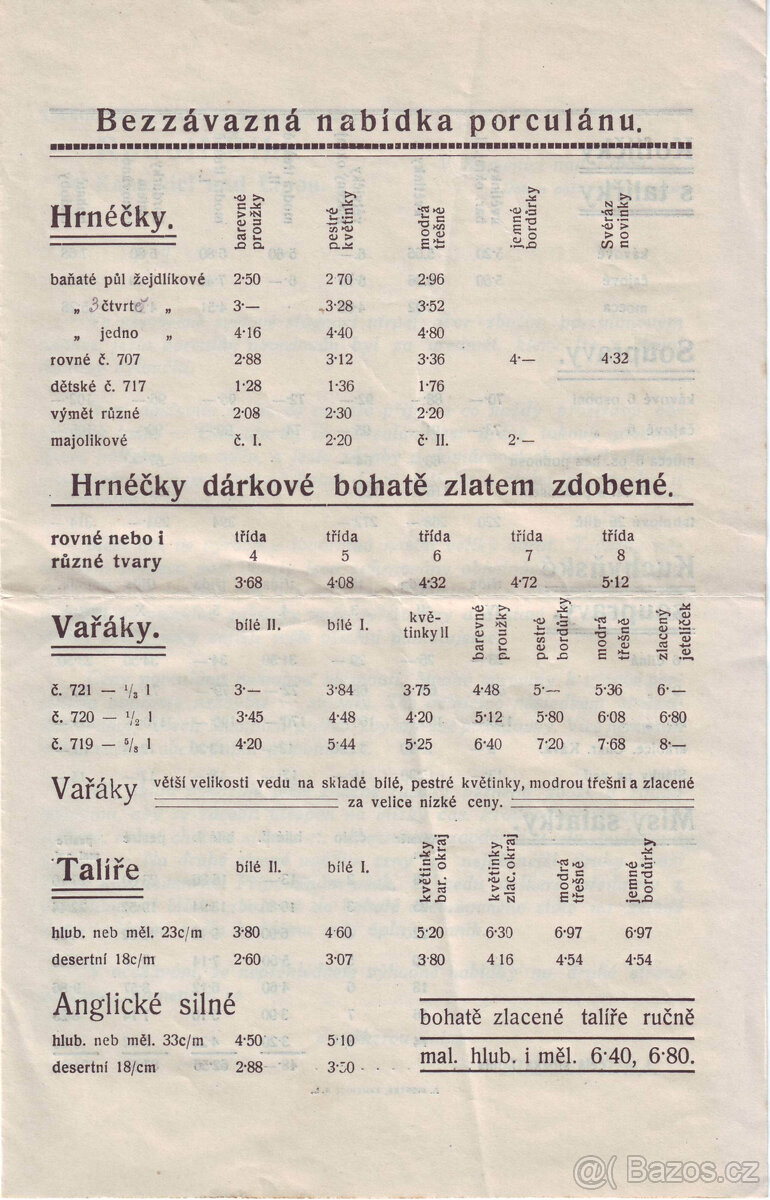 Bezzávazná nabídka porculánu.
Hrnéčky. barevné proužky pestré květinky modrá třešně jemné bordúrky Svéráz novinky
baňaté půl žejdlíkové 2·50 2 70 2·96
„ 3čtvrtě „ 3·— 3·28 3·52
„ jedno „ 4·16 4·40 4·80
rovné č. 707 2·88 3·12 3·36 4·— 4·32
dětské č. 717 1·28 1·36 1·76
výmět různé 2·08 2·30 2·20
majolikové č. I. 2·20 č· II. 2·—
Hrnéčky dárkové bohatě zlatem zdobené.
rovné nebo i různé tvary třída 4 třída 5 třída 6 třída 7 třída 8
3·68 4·08 4·32 4·72 5·12
Vařáky. bílé II. bílé I. kvě-tinky II barevné proužky pestré bordůrky modrá třešně zlacený jetelíček
č. 721 — 1/3 l 3·— 3·84 3·75 4·48 5·— 5·36 6·—
č. 720 — 1/2 l 3·45 4·48 4·20 5·12 5·80 6·08 6·80
č. 719 — 5/8 l 4·20 5·44 5·25 6·40 7·20 7·68 8·—
Vařáky větší velikosti vedu na skladě bílé, pestré květinky, modrou třešni a zlacené
za velice nízké ceny.
Talíře bílé II. bílé I. květinky bar. okraj květinky zlac. okraj modrá třešně jemné bordúrky
hlub. neb měl. 23c/m 3·80 4·60 5·20 6·30 6·97 6·97
desertní 18c/m 2·60 3·07 3·80 4 16 4·54 4·54
Anglické silné
hlub. neb měl. 33c/m 4·50 5·10
desertní 18/cm 2·88 3·50
bohatě zlacené talíře ručně
mal. hlub. i měl. 6·40, 6·80.
@ Bazos.cz